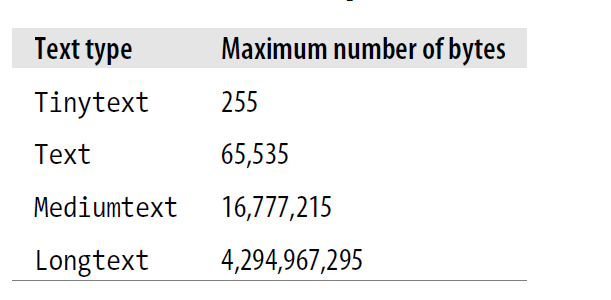 Text type Maximum number of bytes
Tinytext 255
Text 65,535
Mediumtext 16,777,215
Longtext 4,294,967,295